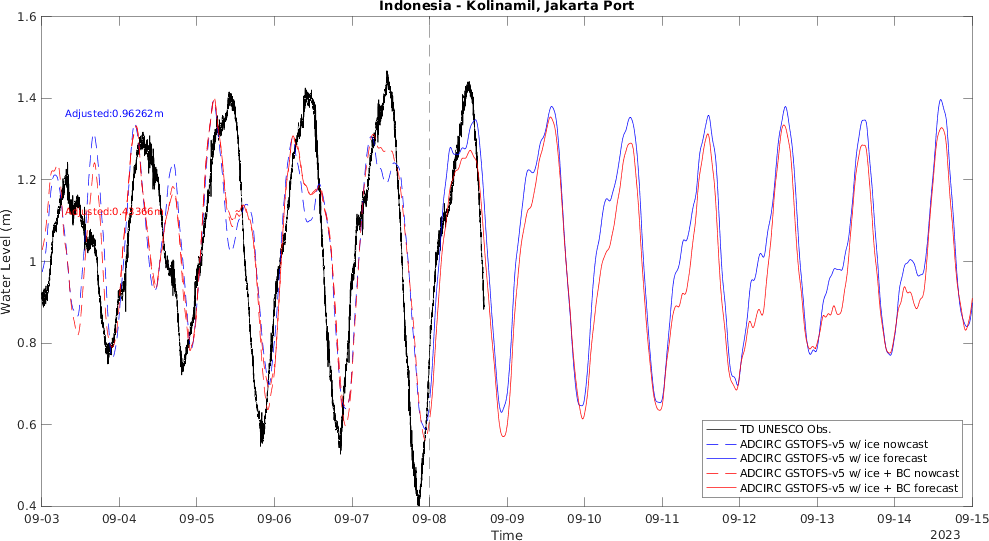 Indonesia - Kolinamil, Jakarta Port
1.6
1.4
1.2
1
0.8
0.6
0.4
Water Level (m)
Adjusted:0.96262m
Adjusted:0.49366m
TD UNESCO Obs.
ADCIRC GSTOFS-v5 w/ ice nowcast
ADCIRC GSTOFS-v5 w/ ice forecast
ADCIRC GSTOFS-v5 w/ ice + BC nowcast
ADCIRC GSTOFS-v5 w/ ice + BC forecast
09-03 09-04 09-05 09-06 09-07 09-08 09-09 09-10 09-11 09-12 09-13 09-14 09-15
Time
2023